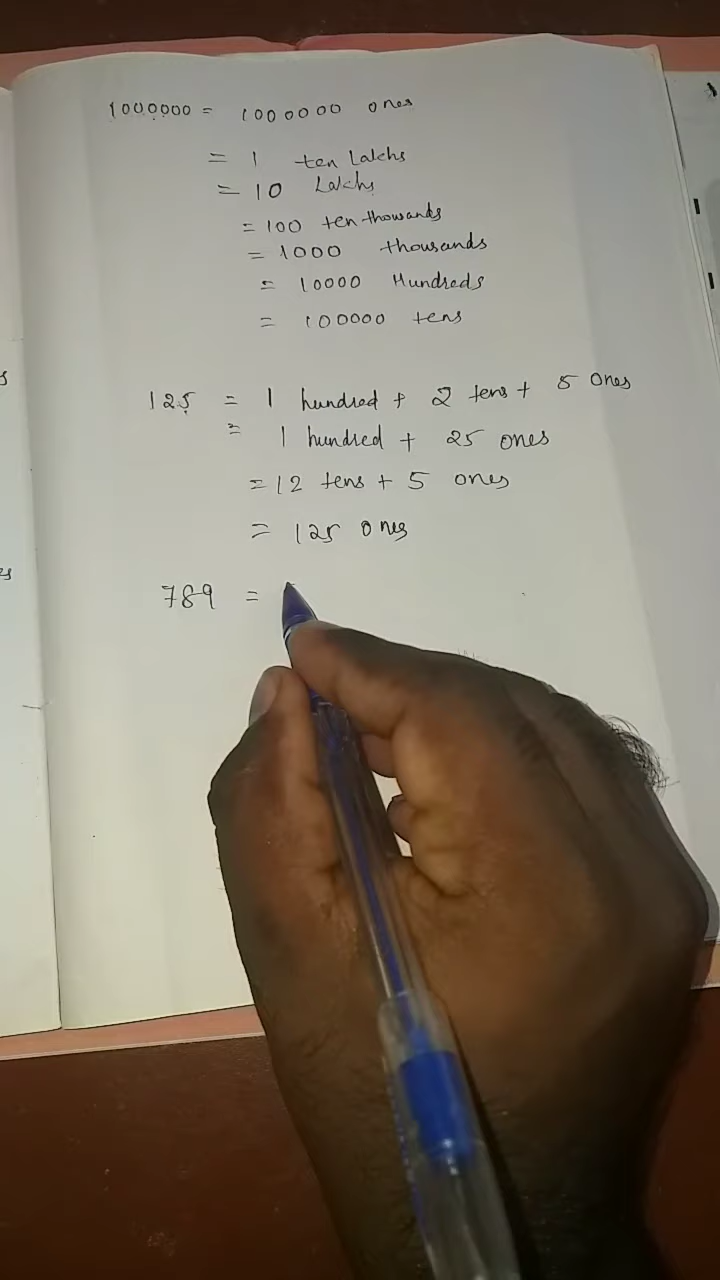 1000000 = 1000000 ones
= 1 ten Lakhs
= 10 Lakhs
= 100 ten thowands
= 1000 thousands
= 10000 Hundreds
= 100000 tens
125 = 1 hundred + 2 tens + 5 Ones
= 1 hundred + 25 ones
= 12 tens + 5 ones
= 125 ones
789 =